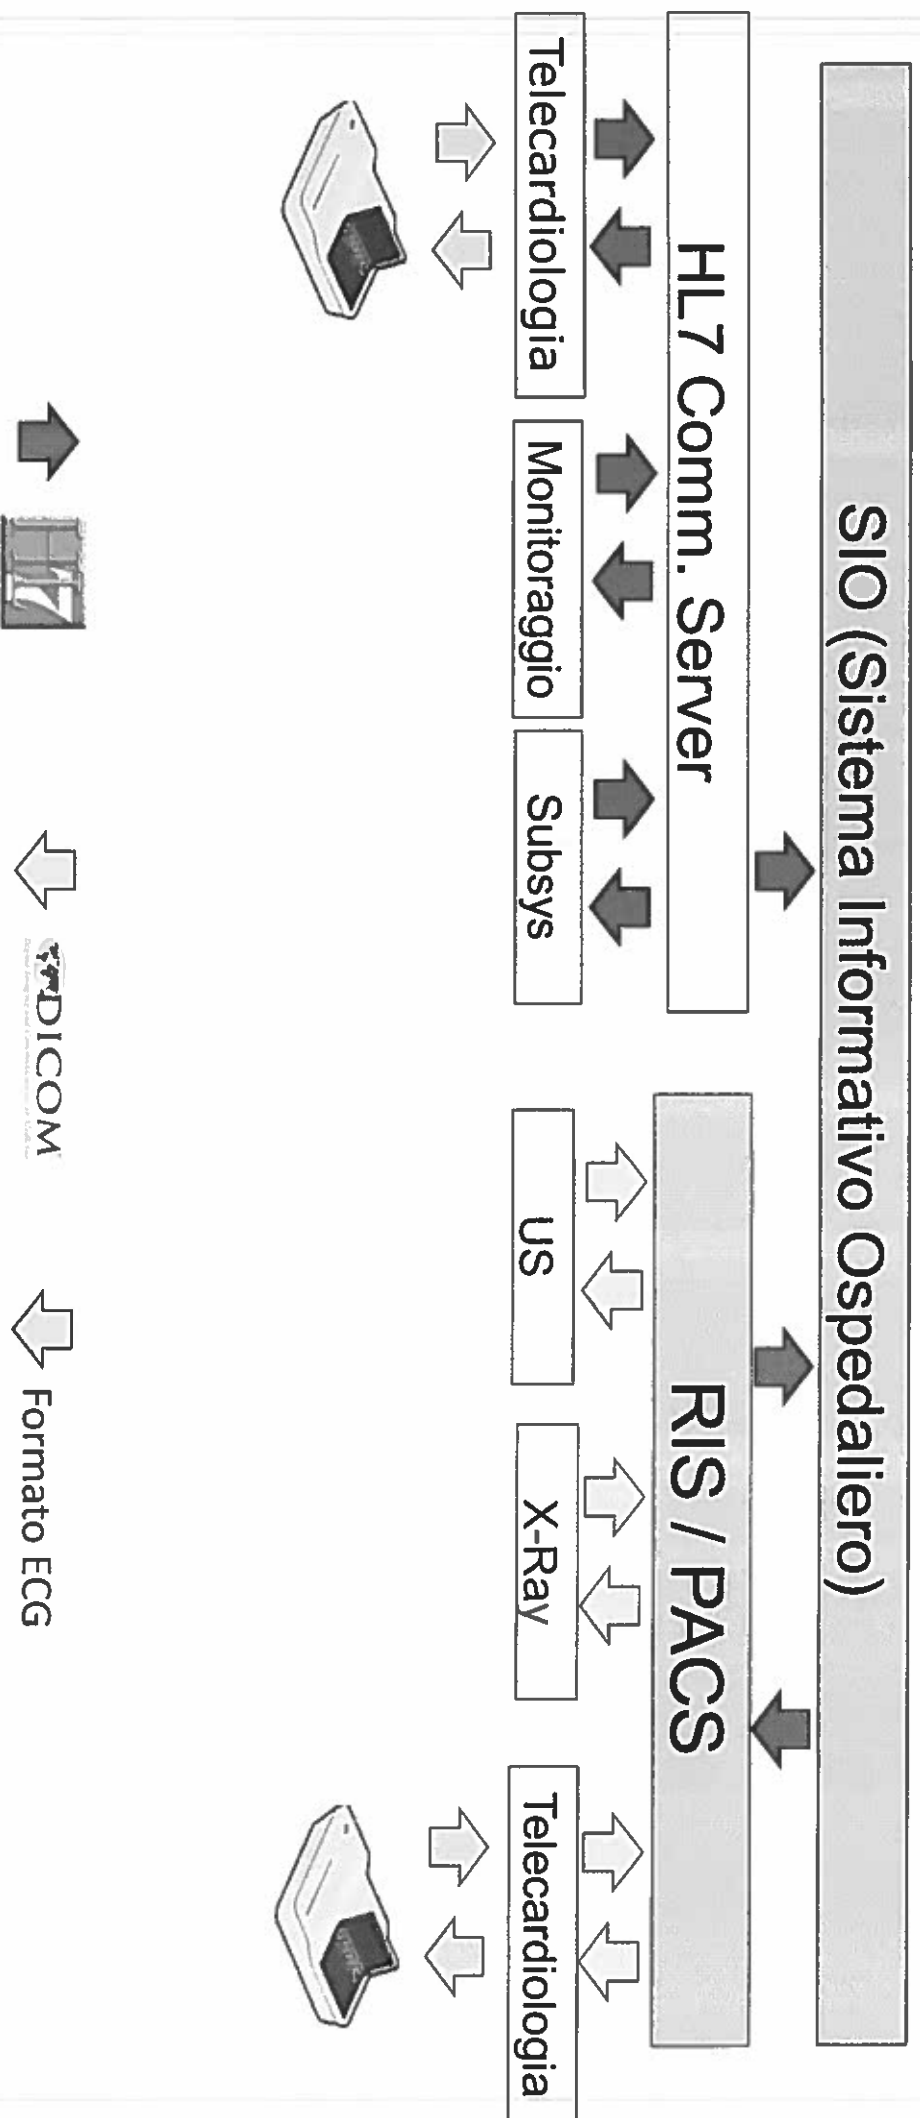 SIO (Sistema Informativo Ospedaliero)
HL7 Comm. Server
RIS / PACS
Telecardiologia
Monitoraggio
Subsys
US
X-Ray
Telecardiologia
DICOM
Formato ECG